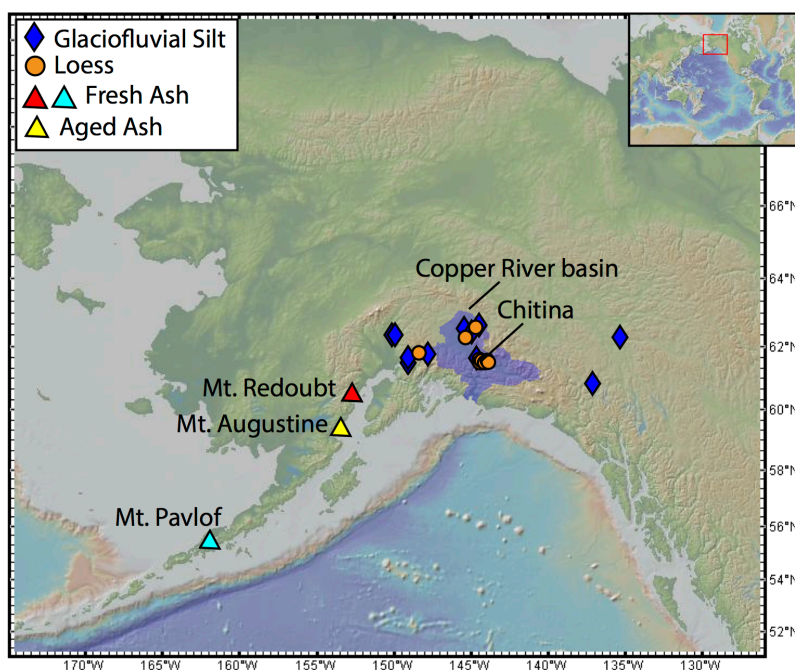 Glaciofluvial Silt
Loess
Fresh Ash
Aged Ash
66°N
Copper River basin
64°N
Chitina
62°N
Mt. Redoubt
60°N
Mt. Augustine
58°N
Mt. Pavlof
56°N
54°N
52°N
170°W 165°W 160°W 155°W 150°W 145°W 140°W 135°W 130°W